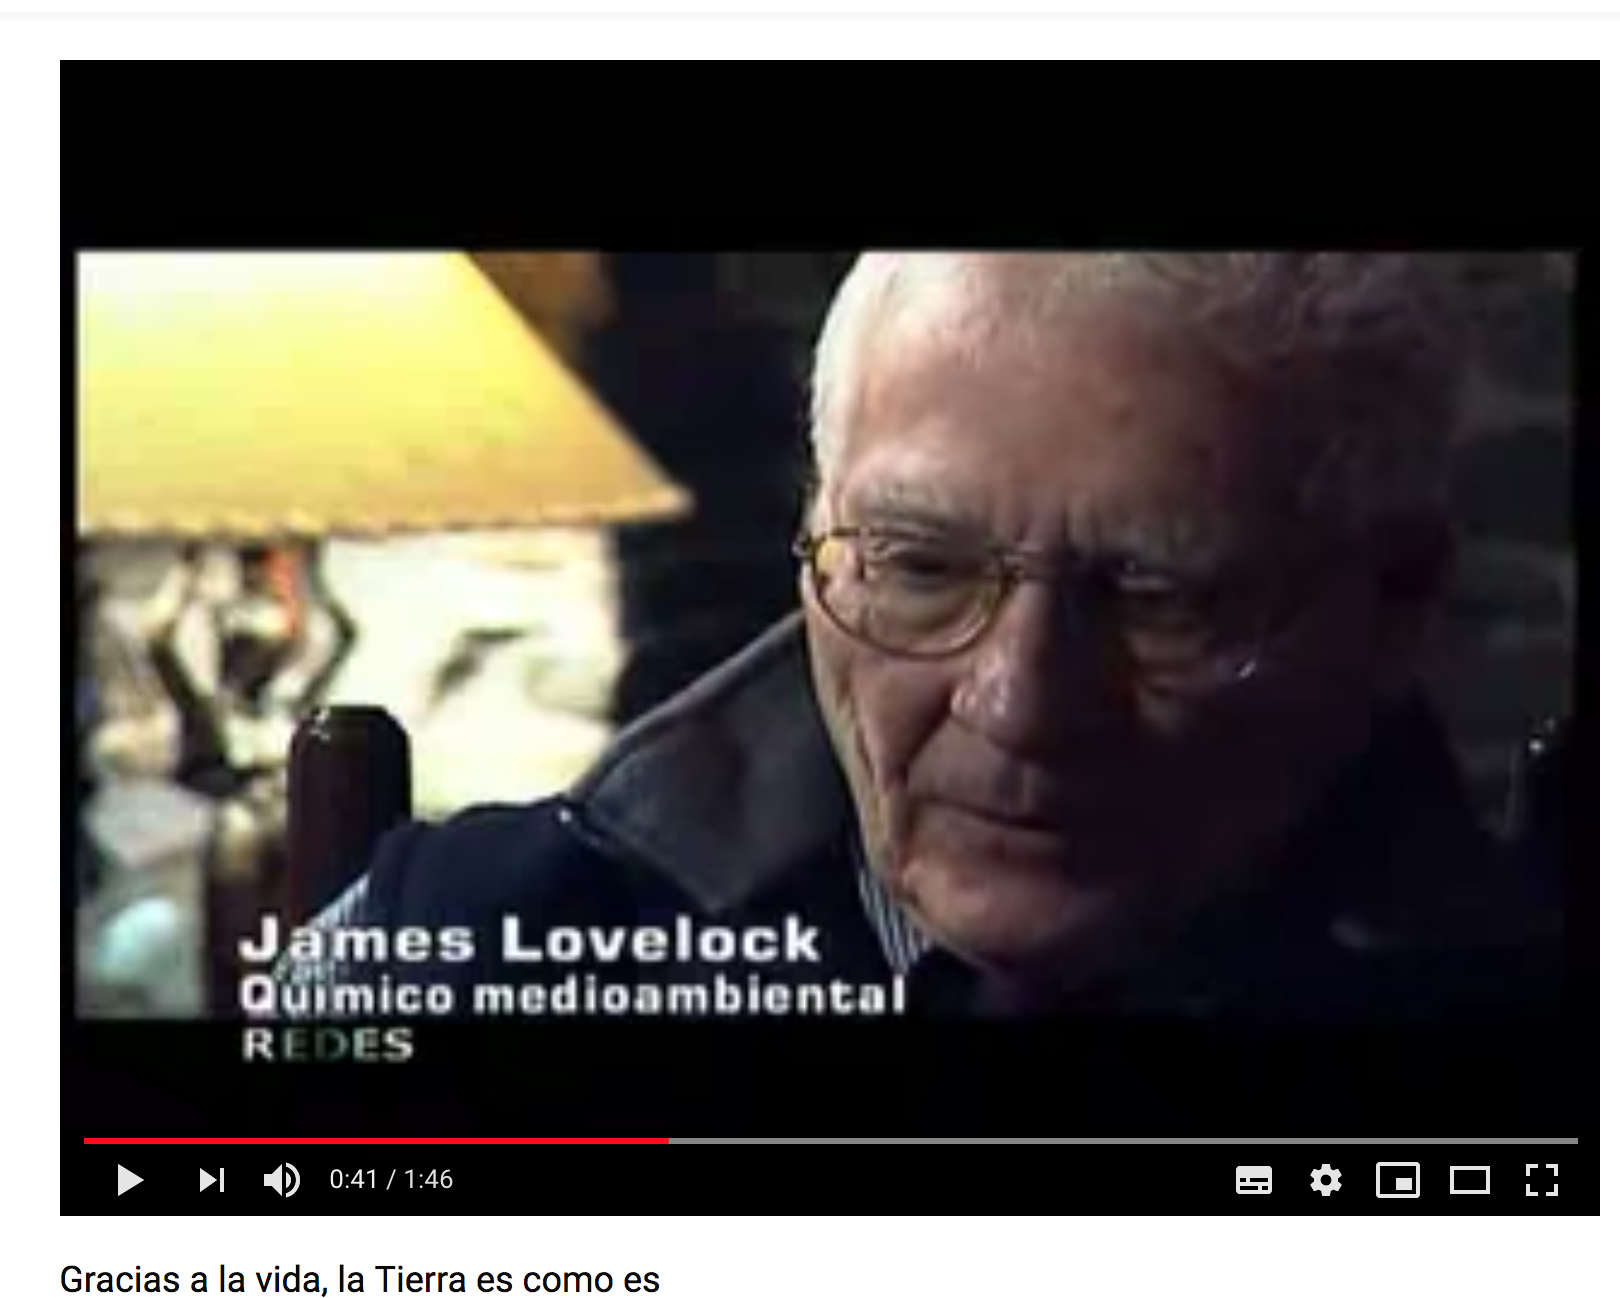 James Lovelock
Químico medioambiental
REDES
0:41 / 1:46
Gracias a la vida, la Tierra es como es